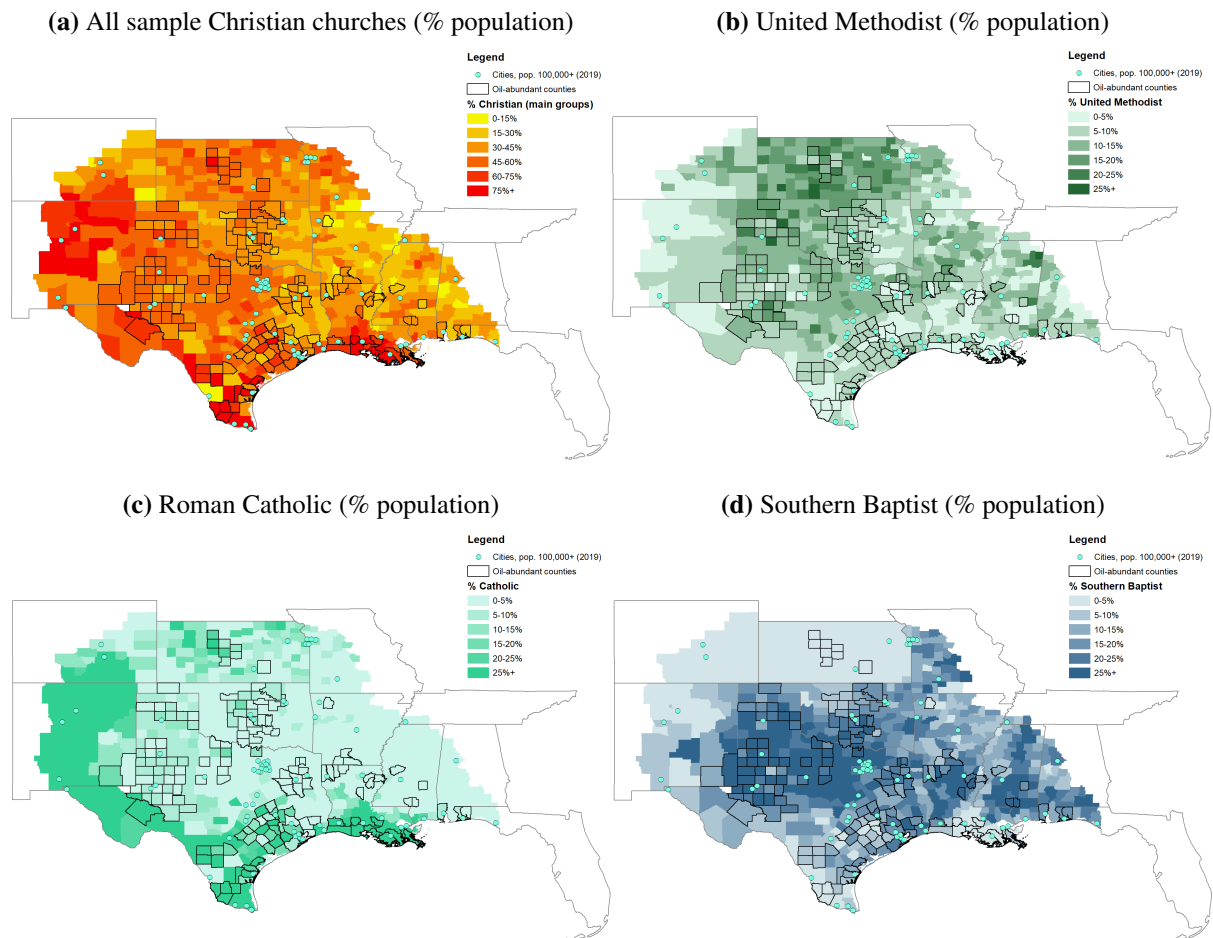 (a) All sample Christian churches (% population)
Legend
Cities, pop. 100,000+ (2019)
Oil-abundant counties
% Christian (main groups)
0-15%
15-30%
30-45%
45-60%
60-75%
75%+
(b) United Methodist (% population)
Legend
Cities, pop. 100,000+ (2019)
Oil-abundant counties
% United Methodist
0-5%
5-10%
10-15%
15-20%
20-25%
25%+
(c) Roman Catholic (% population)
Legend
Cities, pop. 100,000+ (2019)
Oil-abundant counties
% Catholic
0-5%
5-10%
10-15%
15-20%
20-25%
25%+
(d) Southern Baptist (% population)
Legend
Cities, pop. 100,000+ (2019)
Oil-abundant counties
% Southern Baptist
0-5%
5-10%
10-15%
15-20%
20-25%
25%+